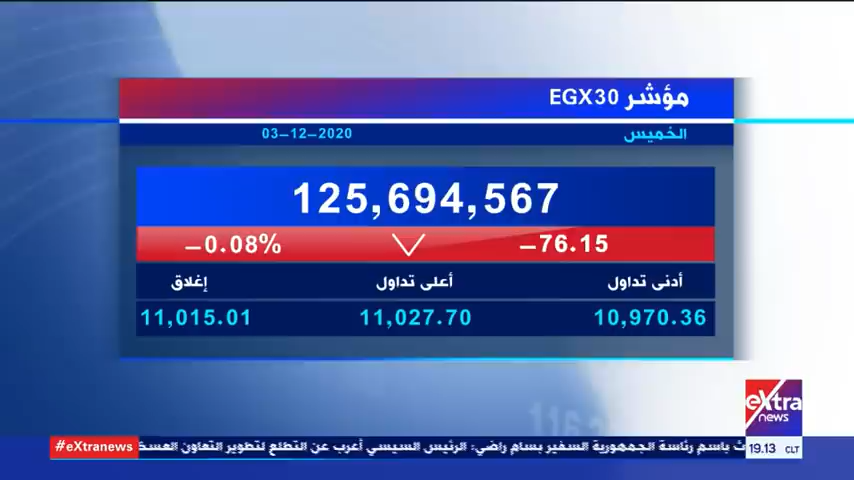 مؤشر EGX30
الخميس 03-12-2020
125,694,567
-76.15 -0.08%
أدنى تداول أعلى تداول إغلاق
10,970.36 11,027.70 11,015.01
eXtra
news
#eXtranews باسم رئاسة الجمهورية السفير بسام راضي: الرئيس السيسي أعرب عن التطلع لتطوير التعاون
19.13 CLT